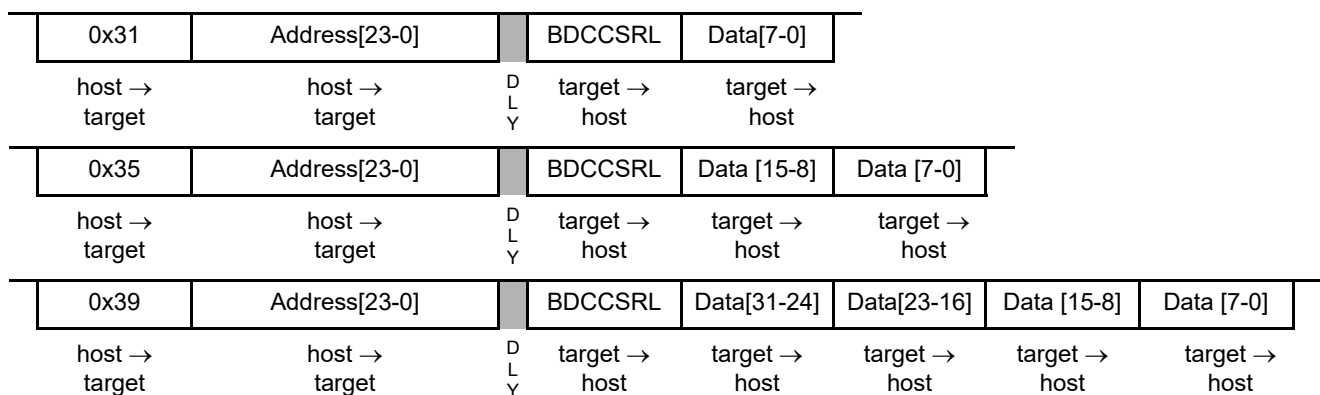 0x31 Address[23-0] BDCCSRL Data[7-0]
host → host → D target → target →
L
target target Y host host
0x35 Address[23-0] BDCCSRL Data [15-8] Data [7-0]
host → host → D target → target → target →
L
target target Y host host host
0x39 Address[23-0] BDCCSRL Data[31-24] Data[23-16] Data [15-8] Data [7-0]
host → host → D target → target → target → target → target →
L
target target Y host host host host host